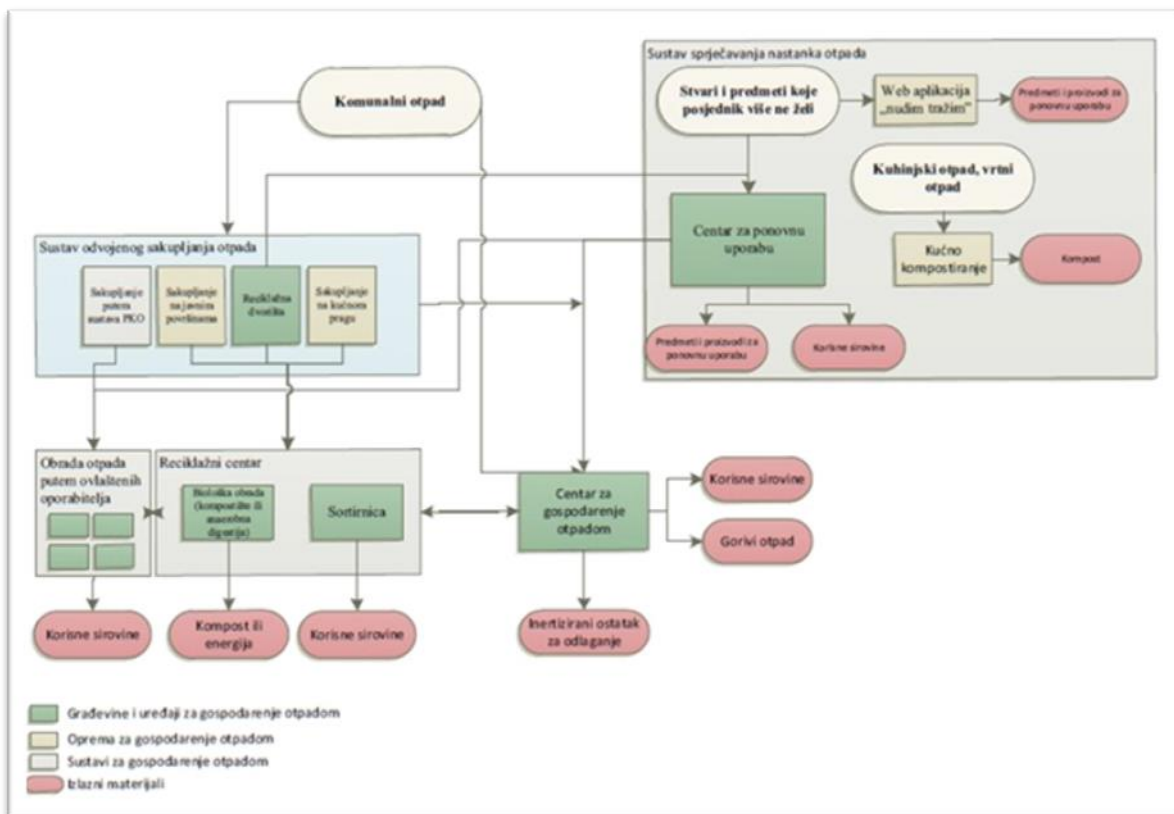 Sustav sprječavanja nastanka otpada
Komunalni otpad
Stvari i predmeti koje
posjednik više ne želi
Web aplikacija
„nudim tražim”
Predmeti i proizvodi za
ponovnu uporabu
Kuhinjski otpad, vrtni
otpad
Centar za ponovnu
uporabu
Kućno
kompostiranje
Kompost
Predmeti i proizvodi za
ponovnu uporabu
Korisne sirovine
Sustav odvojenog sakupljanja otpada
Sakupljanje
putem
sustava PKO
Sakupljanje
na javnim
površinama
Reciklažna
dvorišta
Sakupljanje
na kućnom
pragu
Obrada otpada
putem ovlaštenih
oporabitelja
Reciklažni centar
Biološka obrada
(kompostište ili
anaerobna
digestija)
Sortirnica
Centar za
gospodarenje
otpadom
Korisne sirovine
Gorivi otpad
Korisne sirovine
Kompost ili
energija
Korisne sirovine
Inertizirani ostatak
za odlaganje
Građevine i uređaji za gospodarenje otpadom
Oprema za gospodarenje otpadom
Sustavi za gospodarenje otpadom
Izlazni materijali